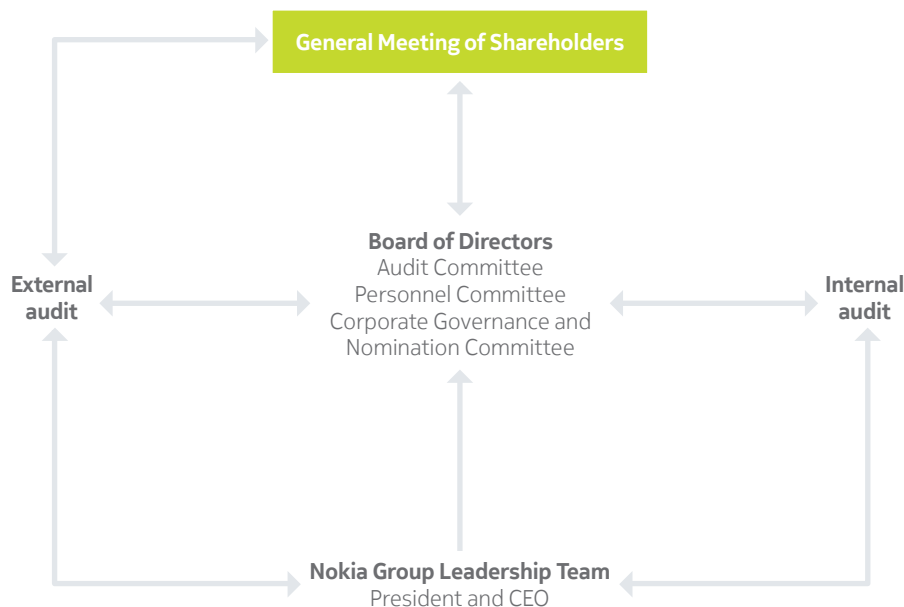 General Meeting of Shareholders
Board of Directors
Audit Committee
Personnel Committee
Corporate Governance and
Nomination Committee
External
audit
Internal
audit
Nokia Group Leadership Team
President and CEO